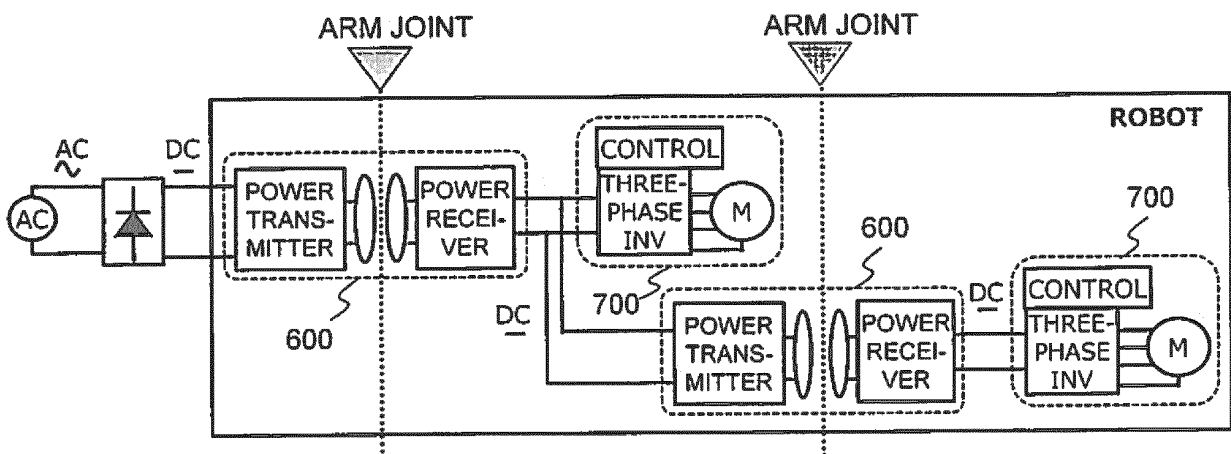 ARM JOINT
ARM JOINT
ROBOT
AC
DC
AC
POWER
TRANS-
MITTER
POWER
RECEI-
VER
CONTROL
THREE-
PHASE
INV
M
600
700
DC
600
700
POWER
TRANS-
MITTER
POWER
RECEI-
VER
DC
CONTROL
THREE-
PHASE
INV
M